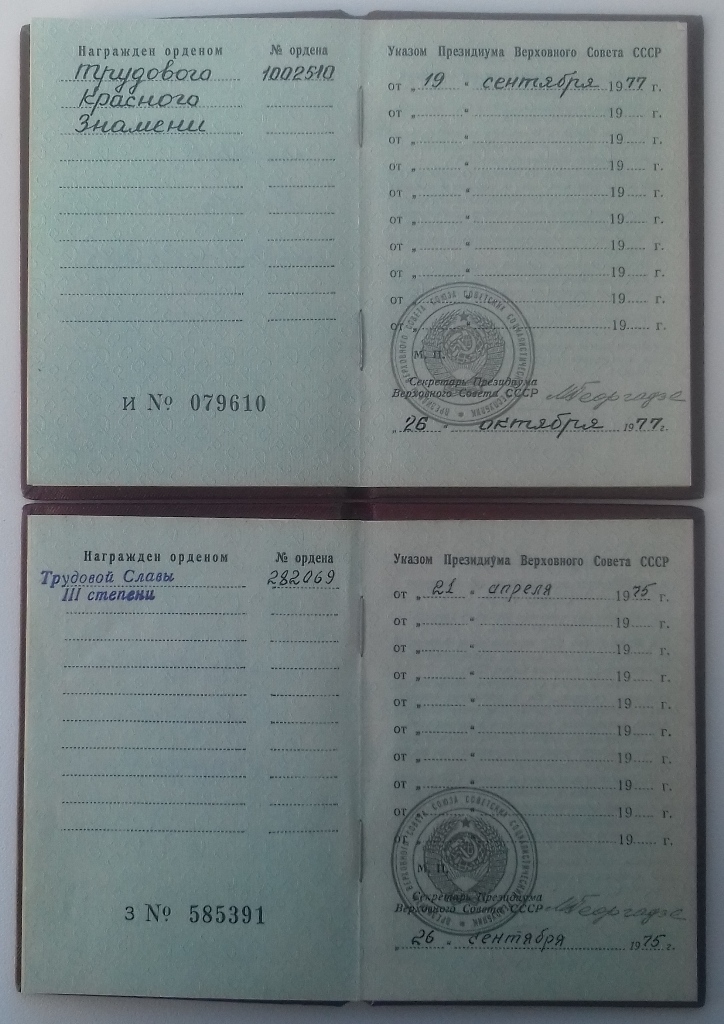 Награжден орденом № ордена
Трудового 1002510
Красного
Знамени
И № 079610
Указом Президиума Верховного Совета СССР
от „19“ сентября 1977 г.
от „ “ 19 г.
от „ “ 19 г.
от „ “ 19 г.
от „ “ 19 г.
от „ “ 19 г.
от „ “ 19 г.
от „ “ 19 г.
от „ “ 19 г.
от 19 г.
М. П.
Секретарь Президиума
Верховного Совета СССР МГеоргадзе
„26“ октября 1977 г.
Награжден орденом № ордена
Трудовой Славы 282069
III степени
З № 585391
Указом Президиума Верховного Совета СССР
от „21“ апреля 1975 г.
от „ “ 19 г.
от „ “ 19 г.
от „ “ 19 г.
от „ “ 19 г.
от „ “ 19 г.
от „ “ 19 г.
от „ “ 19 г.
от „ “ 19 г.
от 19 г.
М. П.
Секретарь Президиума
Верховного Совета СССР МГеоргадзе
„26“ сентября 1975 г.